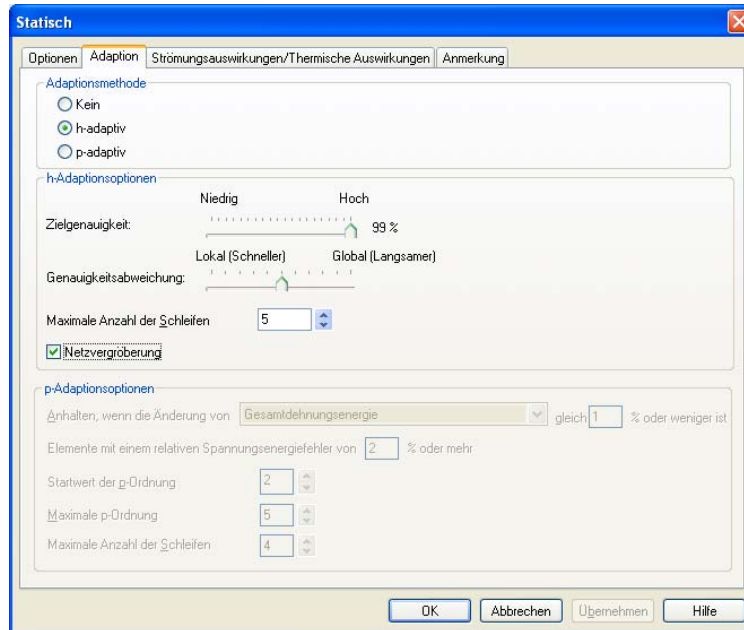 Statisch
Optionen Adaption Strömungsauswirkungen/Thermische Auswirkungen Anmerkung
Adaptionsmethode
Kein
h-adaptiv
p-adaptiv
h-Adaptionsoptionen
Niedrig Hoch
Zielgenauigkeit: 99 %
Lokal (Schneller) Global (Langsamer)
Genauigkeitsabweichung:
Maximale Anzahl der Schleifen 5
Netzvergröberung
p-Adaptionsoptionen
Anhalten, wenn die Änderung von Gesamtdehnungsenergie gleich 1 % oder weniger ist
Elemente mit einem relativen Spannungsenergiefehler von 2 % oder mehr
Startwert der p-Ordnung 2
Maximale p-Ordnung 5
Maximale Anzahl der Schleifen 4
OK Abbrechen Übernehmen Hilfe